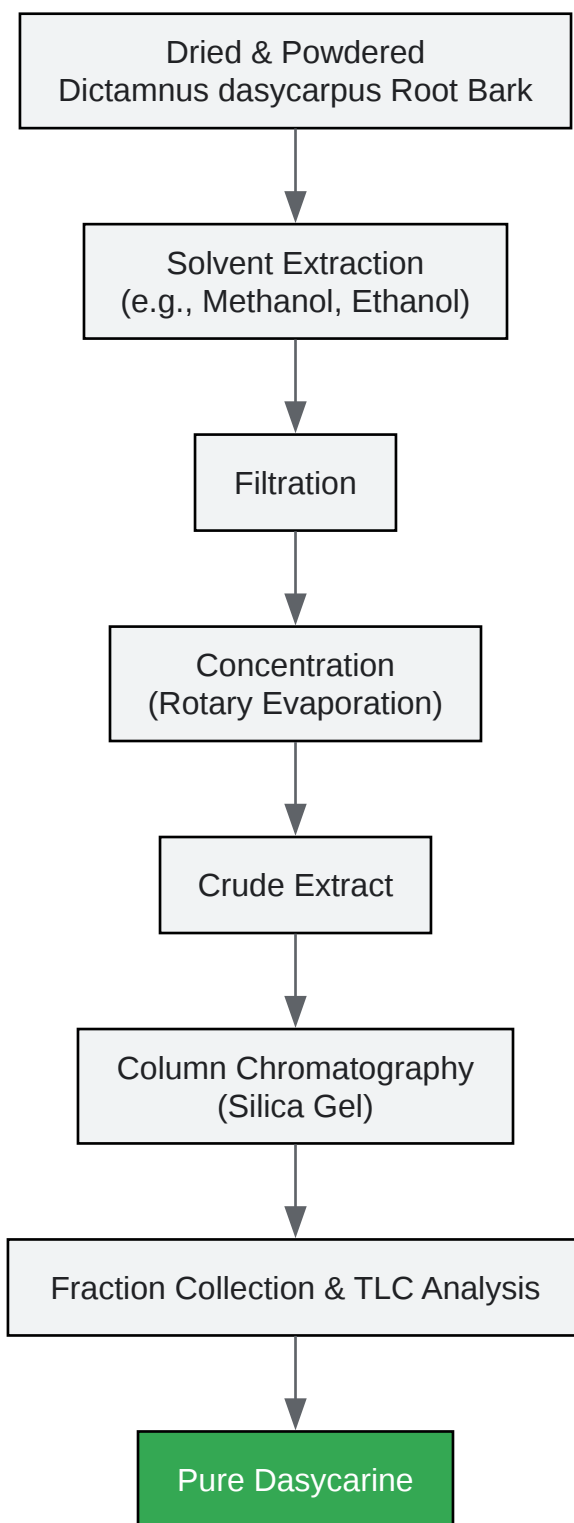 Dried & Powdered
Dictamnus dasycarpus Root Bark
Solvent Extraction
(e.g., Methanol, Ethanol)
Filtration
Concentration
(Rotary Evaporation)
Crude Extract
Column Chromatography
(Silica Gel)
Fraction Collection & TLC Analysis
Pure Dasycarine